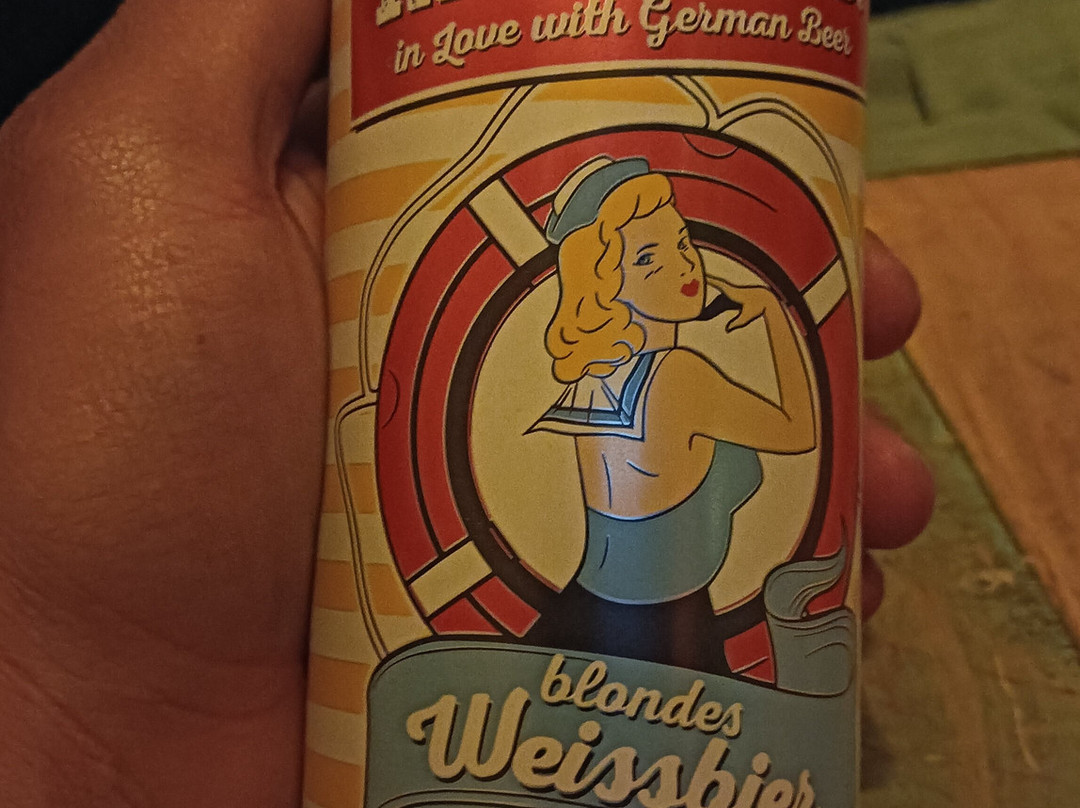 in Love with German Beer
blondes
Weissbier